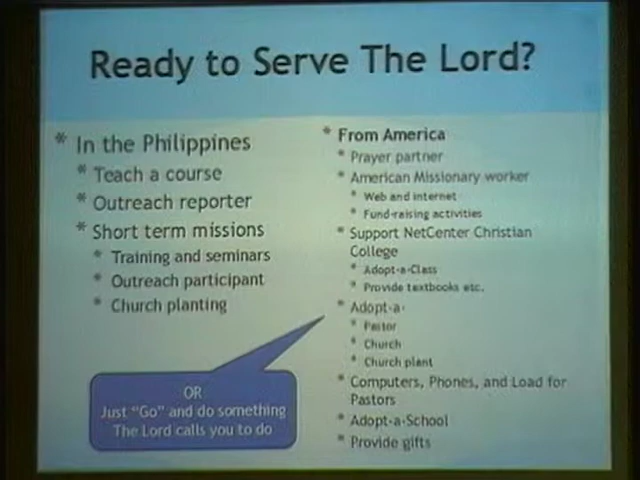 Ready to Serve The Lord?
* In the Philippines
* Teach a course
* Outreach reporter
* Short term missions
* Training and seminars
* Outreach participant
* Church planting
OR
Just “Go” and do something
The Lord calls you to do
* From America
* Prayer partner
* American Missionary worker
* Web and internet
* Fund-raising activities
* Support NetCenter Christian
College
* Adopt-a-Class
* Provide textbooks etc.
* Adopt-a-
* Pastor
* Church
* Church plant
* Computers, Phones, and Load for
Pastors
* Adopt-a-School
* Provide gifts